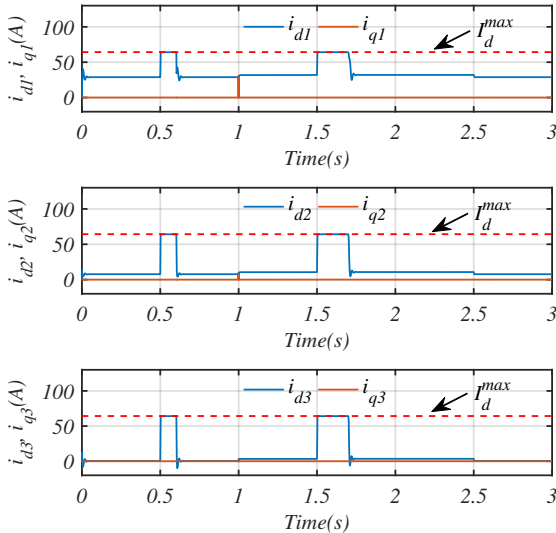 i_d1 i_q1 I_d^max
100
50
0
i_d1, i_q1(A)
0 0.5 1 1.5 2 2.5 3
Time(s)
i_d2 i_q2 I_d^max
100
50
0
i_d2, i_q2(A)
0 0.5 1 1.5 2 2.5 3
Time(s)
i_d3 i_q3 I_d^max
100
50
0
i_d3, i_q3(A)
0 0.5 1 1.5 2 2.5 3
Time(s)